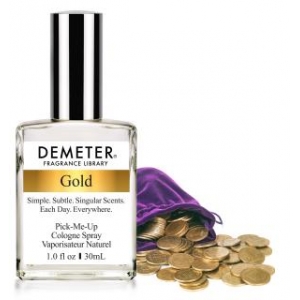 DEMETER®
FRAGRANCE LIBRARY
Gold
Simple. Subtle. Singular Scents.
Each Day. Everywhere.
Pick-Me-Up
Cologne Spray
Vaporisateur Naturel
1.0 fl oz I 30mL